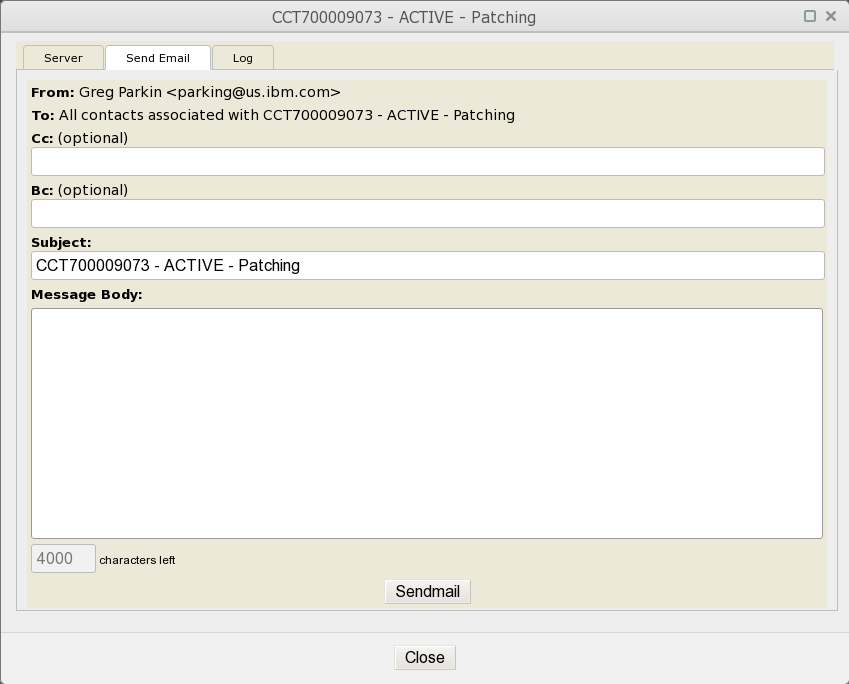 CCT700009073 - ACTIVE - Patching
Server
Send Email
Log
From: Greg Parkin <parking@us.ibm.com>
To: All contacts associated with CCT700009073 - ACTIVE - Patching
Cc: (optional)
Bc: (optional)
Subject:
CCT700009073 - ACTIVE - Patching
Message Body:
4000 characters left
Sendmail
Close